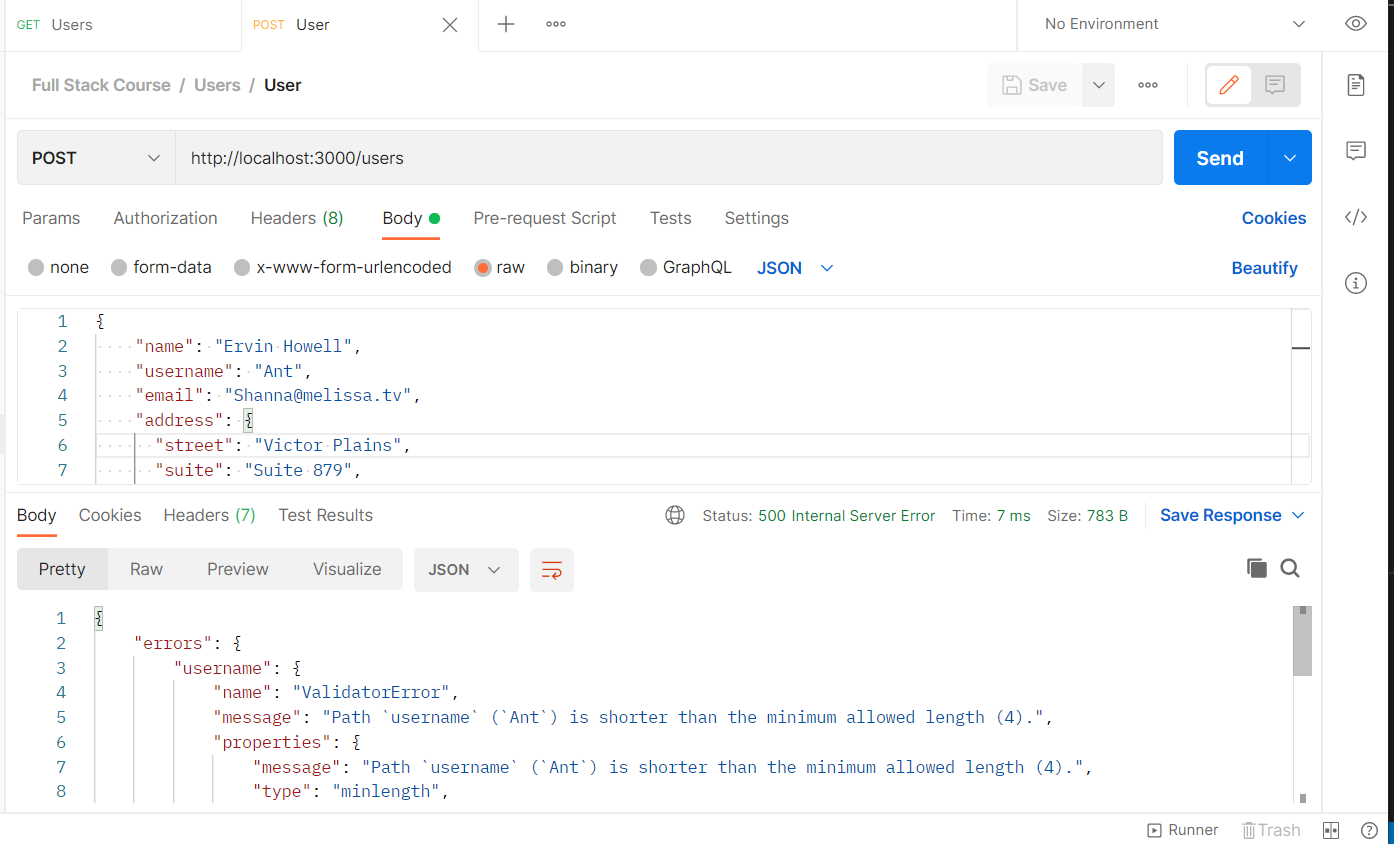 GET Users POST User No Environment
Full Stack Course / Users / User Save
POST http://localhost:3000/users Send
Params Authorization Headers (8) Body Pre-request Script Tests Settings Cookies
none form-data x-www-form-urlencoded raw binary GraphQL JSON Beautify
1 {
2 ····"name":·"Ervin·Howell",
3 ····"username":·"Ant",
4 ····"email":·"Shanna@melissa.tv",
5 ····"address":·{
6 ······"street":·"Victor·Plains",
7 ······"suite":·"Suite·879",
Body Cookies Headers (7) Test Results Status: 500 Internal Server Error Time: 7 ms Size: 783 B Save Response
Pretty Raw Preview Visualize JSON
1 {
2 "errors": {
3 "username": {
4 "name": "ValidatorError",
5 "message": "Path `username` (`Ant`) is shorter than the minimum allowed length (4).",
6 "properties": {
7 "message": "Path `username` (`Ant`) is shorter than the minimum allowed length (4).",
8 "type": "minlength",
Runner Trash